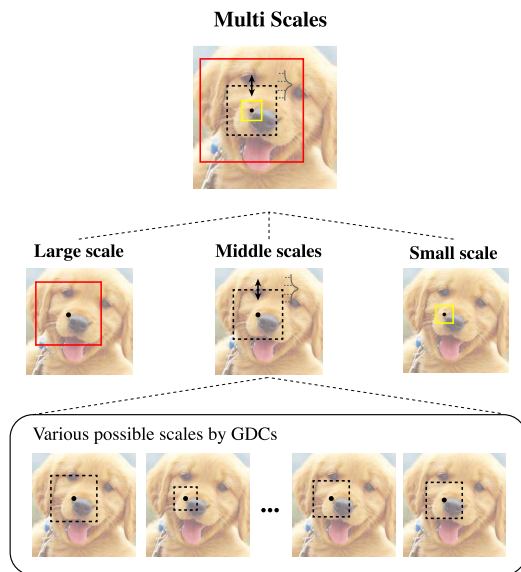 Multi Scales
Large scale
Middle scales
Small scale
Various possible scales by GDCs
...